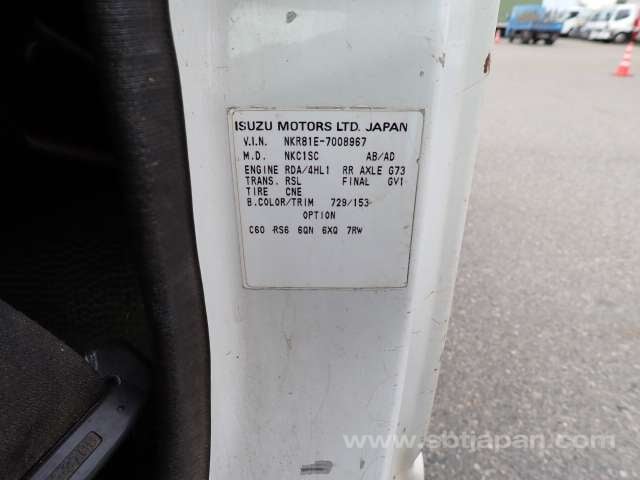 ISUZU MOTORS LTD. JAPAN
V.I.N. NKR81E-7008967
M.D. NKC1SC AB/AD
ENGINE RDA/4HL1 RR AXLE G73
TRANS. RSL FINAL GV1
TIRE CNE
B.COLOR/TRIM 729/153
OPTION
C60 RS6 6QN 6XQ 7RW
www.sbtjapan.com